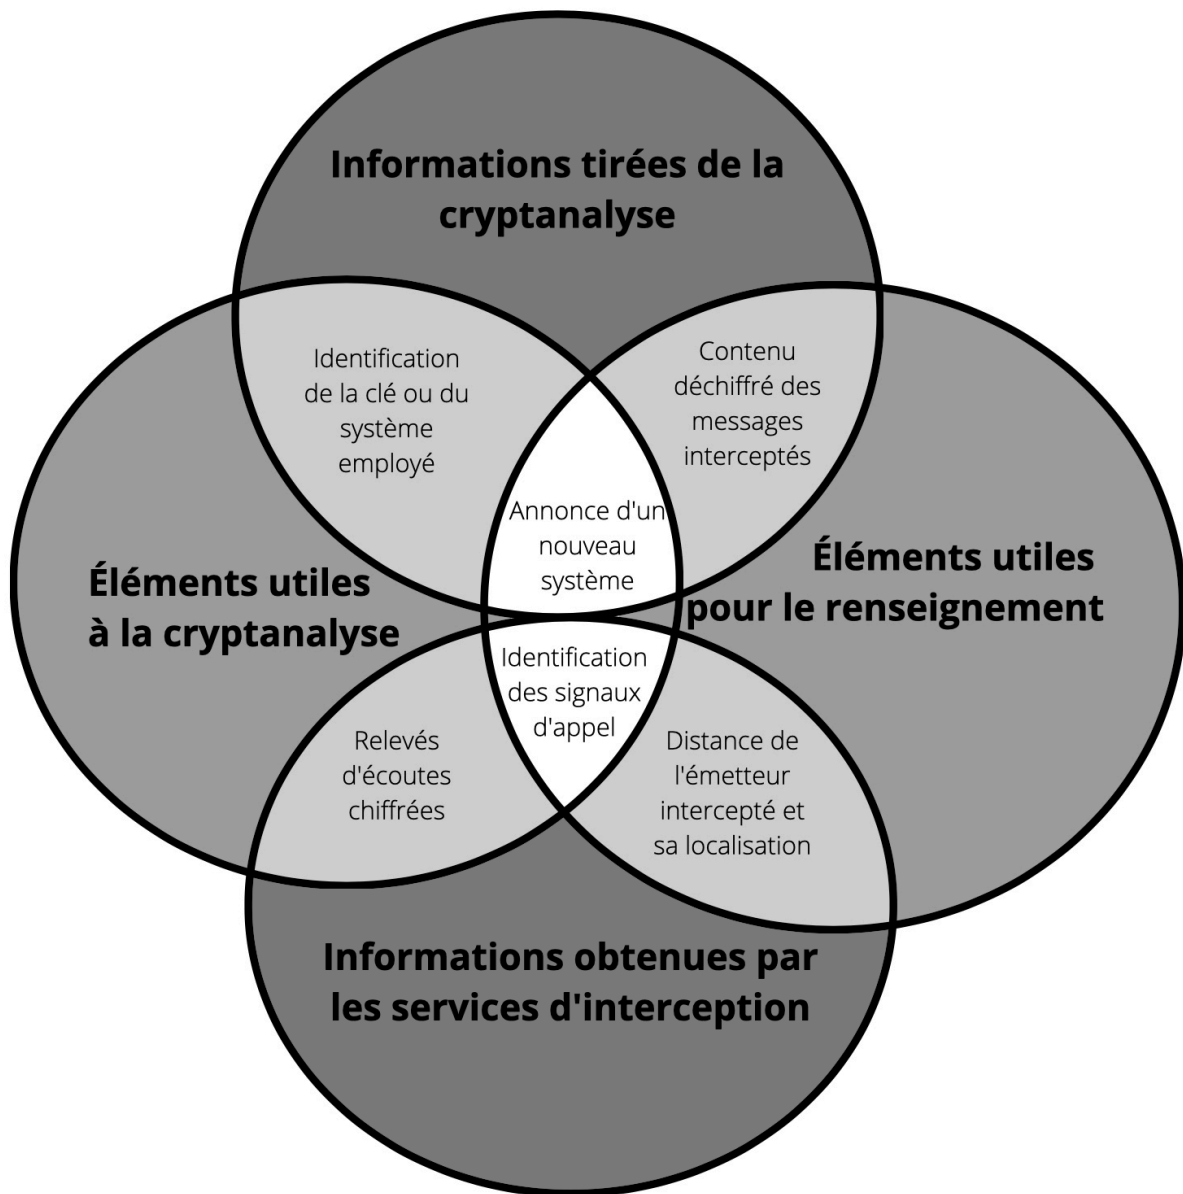 Informations tirées de la
cryptanalyse
Identification
de la clé ou du
système
employé
Contenu
déchiffré des
messages
interceptés
Annonce d'un
nouveau
système
Éléments utiles
à la cryptanalyse
Éléments utiles
pour le renseignement
Identification
des signaux
d'appel
Relevés
d'écoutes
chiffrées
Distance de
l'émetteur
intercepté et
sa localisation
Informations obtenues par
les services d'interception